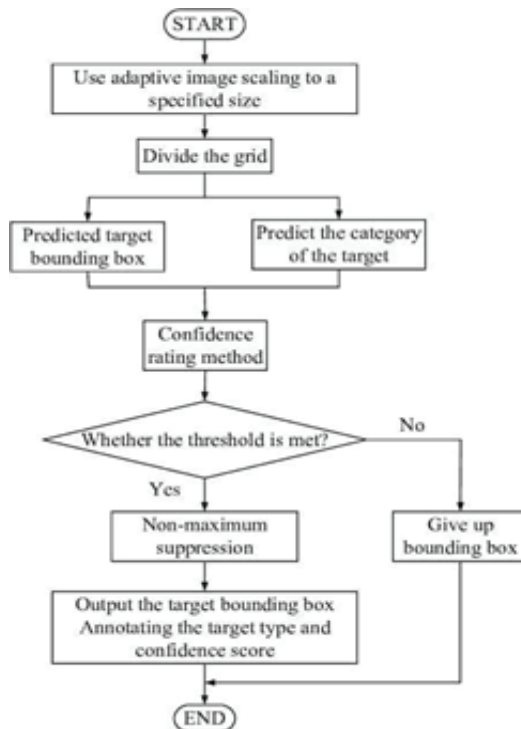 START
Use adaptive image scaling to a
specified size
Divide the grid
Predicted target
bounding box
Predict the category
of the target
Confidence
rating method
Whether the threshold is met?
No
Yes
Non-maximum
suppression
Give up
bounding box
Output the target bounding box
Annotating the target type and
confidence score
END